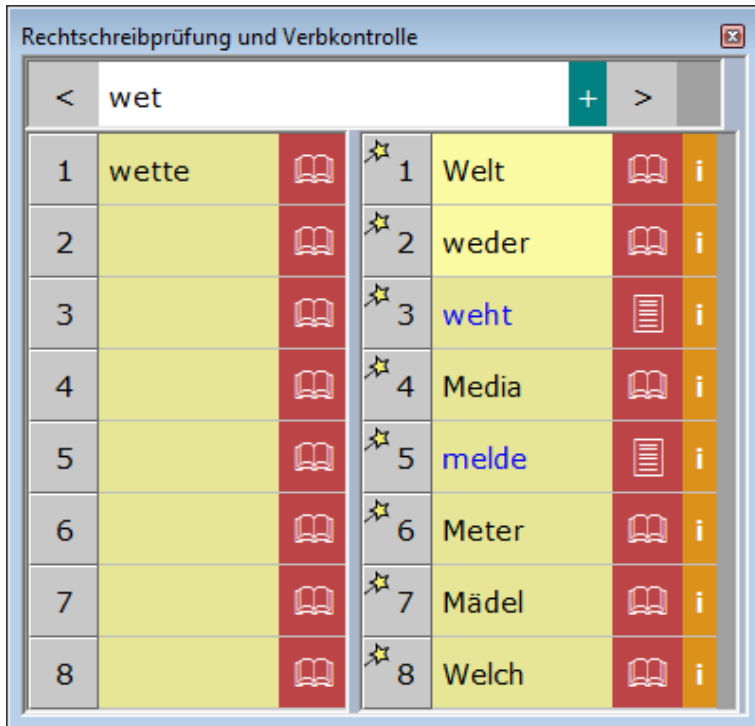 Rechtschreibprüfung und Verbkontrolle
< wet + >
1 wette 1 Welt i
2 2 weder i
3 3 weht i
4 4 Media i
5 5 melde i
6 6 Meter i
7 7 Mädel i
8 8 Welch i